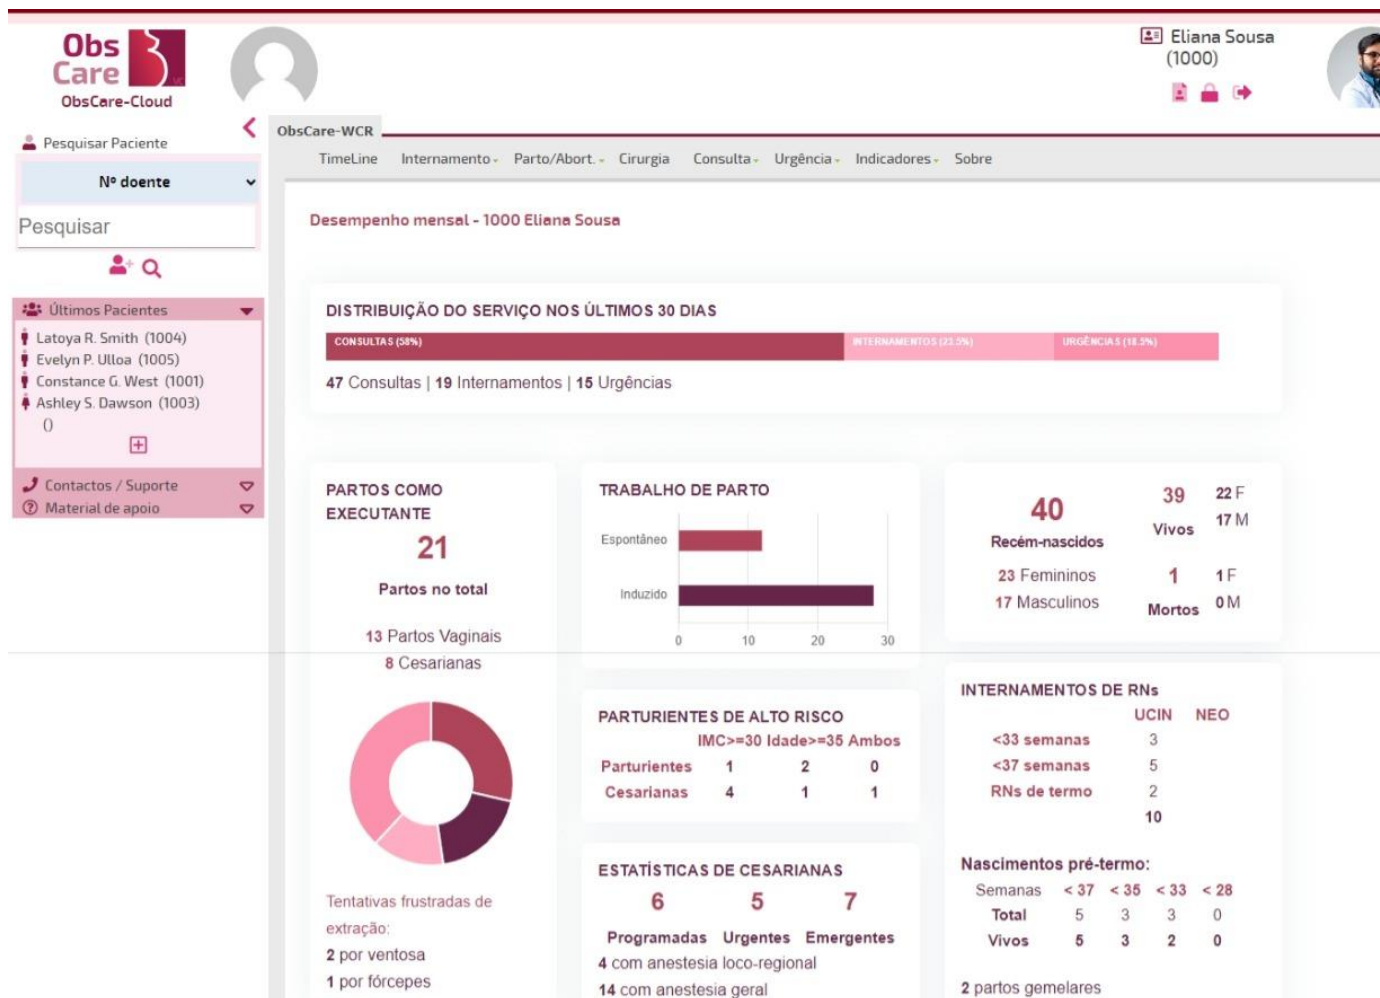 Obs
Care
ObsCare-Cloud
Eliana Sousa
(1000)
Pesquisar Paciente
Nº doente
Pesquisar
Últimos Pacientes
Latoya R. Smith (1004)
Evelyn P. Ulloa (1005)
Constance G. West (1001)
Ashley S. Dawson (1003)
()
Contactos / Suporte
Material de apoio
ObsCare-WCR
TimeLine Internamento Parto/Abort. Cirurgia Consulta Urgência Indicadores Sobre
Desempenho mensal - 1000 Eliana Sousa
DISTRIBUIÇÃO DO SERVIÇO NOS ÚLTIMOS 30 DIAS
CONSULTAS (58%) INTERNAMENTOS (23.5%) URGÊNCIAS (18.5%)
47 Consultas | 19 Internamentos | 15 Urgências
PARTOS COMO
EXECUTANTE
21
Partos no total
13 Partos Vaginais
8 Cesarianas
Tentativas frustradas de
extração:
2 por ventosa
1 por fórcepes
TRABALHO DE PARTO
Espontâneo
Induzido
0 10 20 30
PARTURIENTES DE ALTO RISCO
IMC>=30 Idade>=35 Ambos
Parturientes 1 2 0
Cesarianas 4 1 1
ESTATÍSTICAS DE CESARIANAS
6 5 7
Programadas Urgentes Emergentes
4 com anestesia loco-regional
14 com anestesia geral
40
Recém-nascidos
23 Femininos
17 Masculinos
39
Vivos
22 F
17 M
1
Mortos
1 F
0 M
INTERNAMENTOS DE RNs
UCIN NEO
<33 semanas 3
<37 semanas 5
RNs de termo 2
10
Nascimentos pré-termo:
Semanas < 37 < 35 < 33 < 28
Total 5 3 3 0
Vivos 5 3 2 0
2 partos gemelares